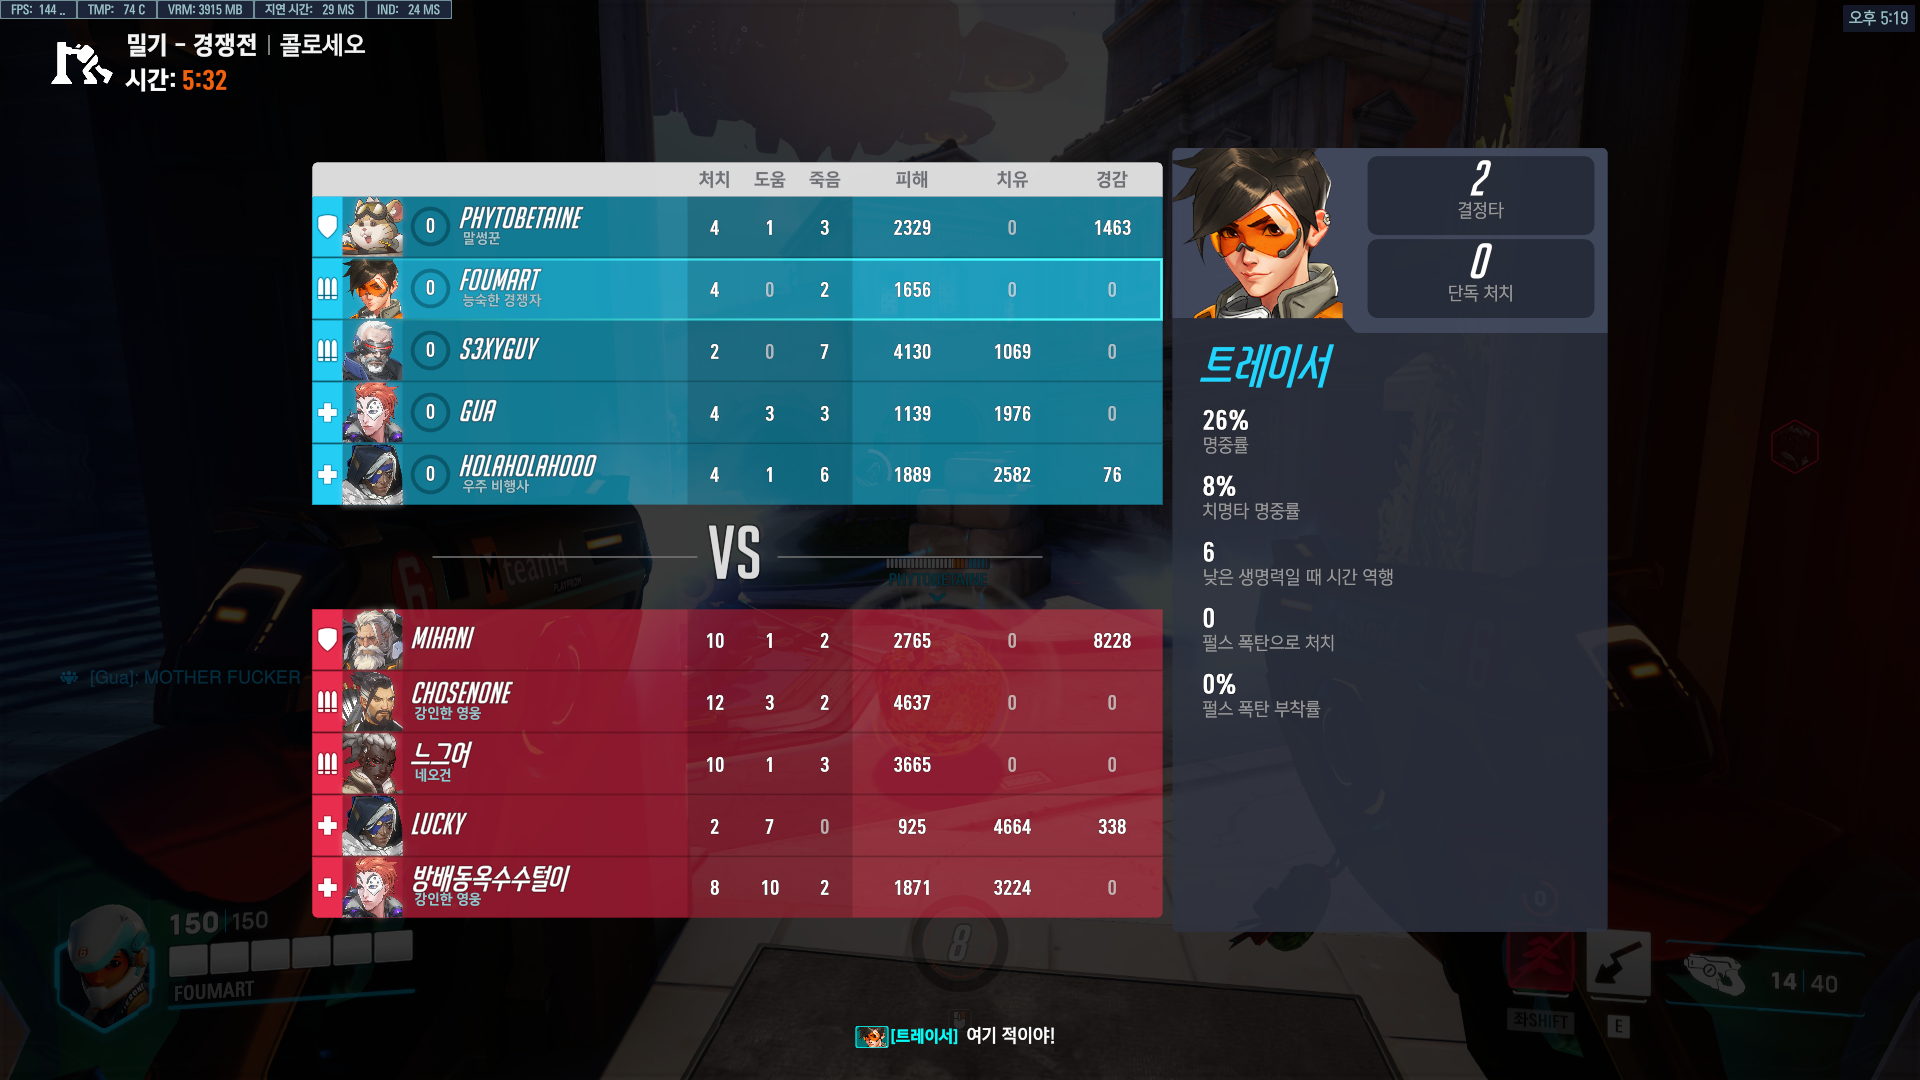 FPS: 144 .. TMP: 74 C VRM: 3915 MB 지연 시간: 29 MS IND: 24 MS
오후 5:19
밀기 - 경쟁전 | 콜로세오
시간: 5:32
처치 도움 죽음 피해 치유 경감
0 PHYTOBETAINE 4 1 3 2329 0 1463
말썽꾼
0 FOUMART 4 0 2 1656 0 0
능숙한 경쟁자
0 S3XYGUY 2 0 7 4130 1069 0
0 GUA 4 3 3 1139 1976 0
0 HOLAHOLAHOOO 4 1 6 1889 2582 76
우주 비행사
VS
PHYTOBETAINE
MIHANI 10 1 2 2765 0 8228
CHOSENONE 12 3 2 4637 0 0
강인한 영웅
느그어 10 1 3 3665 0 0
네오건
LUCKY 2 7 0 925 4664 338
방배동옥수수털이 8 10 2 1871 3224 0
강인한 영웅
2
결정타
0
단독 처치
트레이서
26%
명중률
8%
치명타 명중률
6
낮은 생명력일 때 시간 역행
0
펄스 폭탄으로 처치
0%
펄스 폭탄 부착률
6 Mteam4
[Gua]: MOTHER FUCKER
150 | 150
FOUMART
8
[트레이서] 여기 적이야!
0
좌SHIFT E
14 | 40